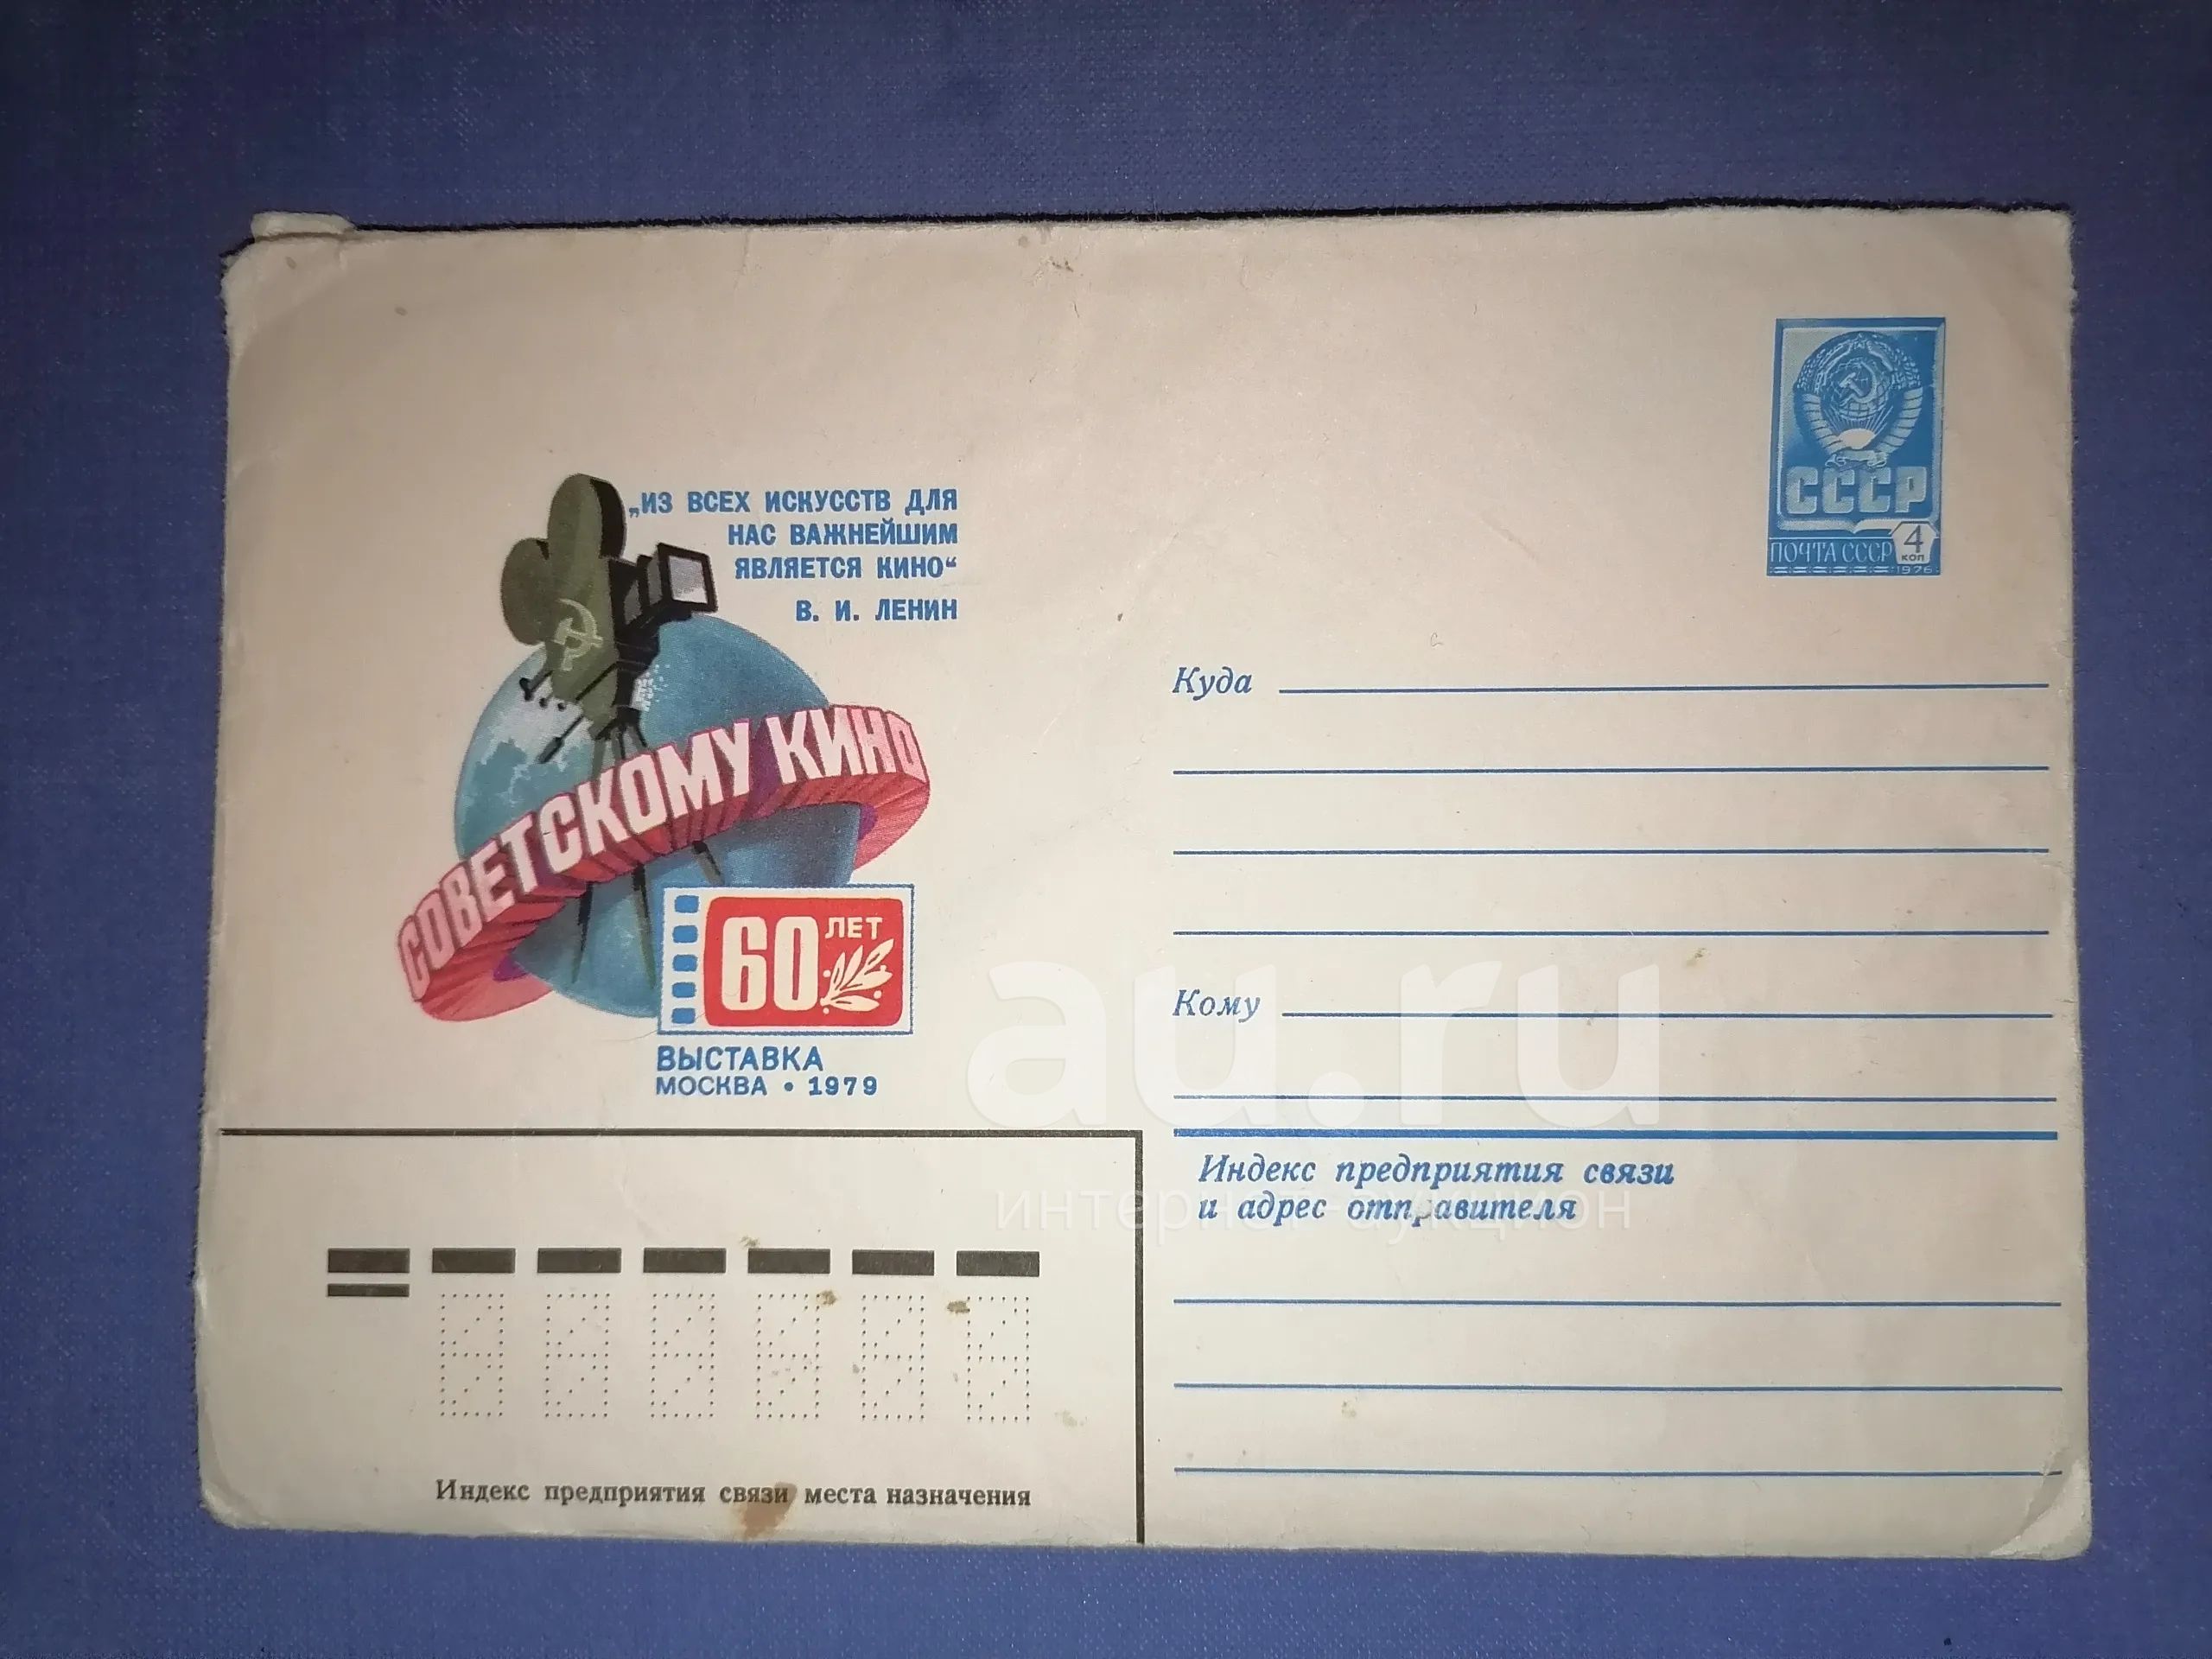 „ИЗ ВСЕХ ИСКУССТВ ДЛЯ
НАС ВАЖНЕЙШИМ
ЯВЛЯЕТСЯ КИНО“
В. И. ЛЕНИН
СОВЕТСКОМУ КИНО
60 ЛЕТ
ВЫСТАВКА
МОСКВА • 1979
СССР
ПОЧТА СССР 4 КОП
1976
Куда
Кому
Индекс предприятия связи
и адрес отправителя
Индекс предприятия связи места назначения
au.ru
интернет-аукцион